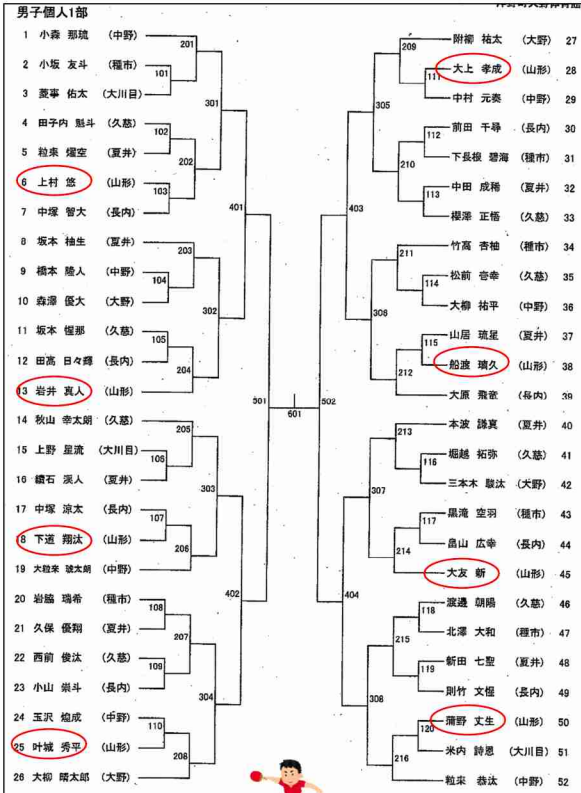 男子個人1部
1 小森 那琉 (中野)
2 小坂 友斗 (種市)
3 菱事 佑太 (大川目)
4 田子内 魁斗 (久慈)
5 粒来 燿空 (夏井)
6 上村 悠 (山形)
7 中塚 智大 (長内)
8 坂本 柚生 (夏井)
9 橋本 陸人 (中野)
10 森澤 優大 (大野)
11 坂本 惺那 (久慈)
12 田高 日々輝 (長内)
13 岩井 真人 (山形)
14 秋山 幸太朗 (久慈)
15 上野 星流 (大川目)
16 續石 渓人 (夏井)
17 中塚 涼太 (長内)
18 下道 翔汰 (山形)
19 大粒来 琥太朗 (中野)
20 岩脇 瑞希 (種市)
21 久保 優翔 (夏井)
22 西前 俊汰 (久慈)
23 小山 崇斗 (長内)
24 玉沢 煌成 (中野)
25 叶城 秀平 (山形)
26 大柳 晴太郎 (大野)
101
102
103
104
105
106
107
108
109
110
201
202
203
204
205
206
207
208
301
302
303
304
401
402
501
601
502
403
404
305
306
307
308
209
210
211
212
213
214
215
216
111
112
113
114
115
116
117
118
119
120
附柳 祐太 (大野) 27
大上 孝成 (山形) 28
中村 元奏 (中野) 29
前田 千尋 (長内) 30
下長根 碧海 (種市) 31
中田 成稀 (夏井) 32
櫻澤 正悟 (久慈) 33
竹高 杏柚 (種市) 34
松前 壱幸 (久慈) 35
大柳 祐平 (中野) 36
山居 琉星 (夏井) 37
船渡 璃久 (山形) 38
大原 飛竜 (長内) 39
本波 謙真 (夏井) 40
堀越 拓弥 (久慈) 41
三本木 駿汰 (大野) 42
黒滝 空羽 (種市) 43
畠山 広幸 (長内) 44
大友 新 (山形) 45
渡邊 朝陽 (久慈) 46
北澤 大和 (種市) 47
新田 七聖 (夏井) 48
則竹 文惺 (長内) 49
蒲野 丈生 (山形) 50
米内 詩恩 (大川目) 51
粒来 恭汰 (中野) 52